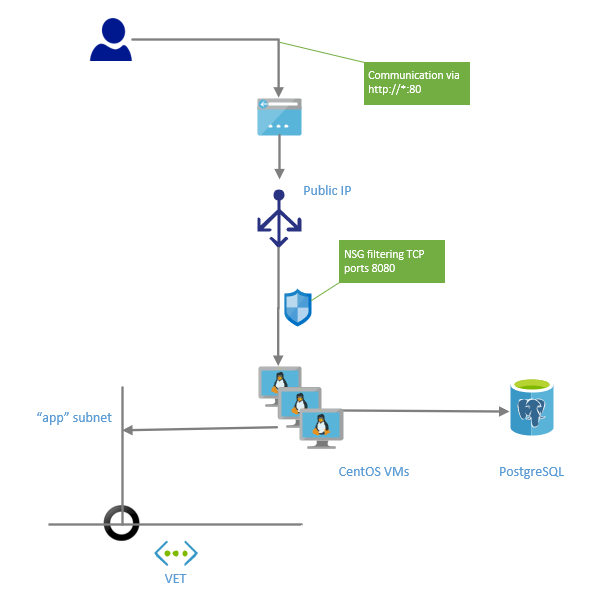 Communication via
http://*:80
Public IP
NSG filtering TCP
ports 8080
“app” subnet
CentOS VMs
PostgreSQL
VET